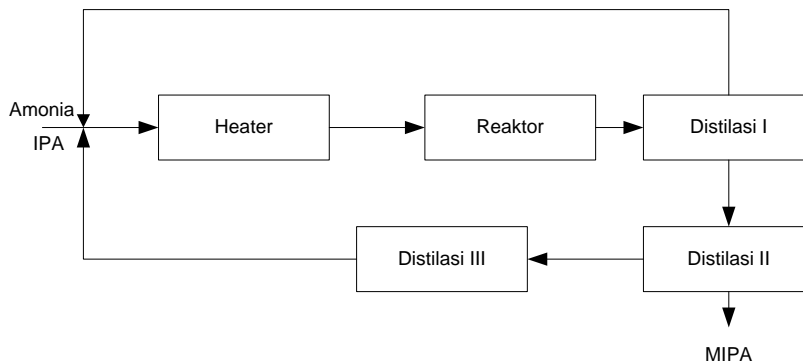 Amonia
IPA
Heater
Reaktor
Distilasi I
Distilasi III
Distilasi II
MIPA